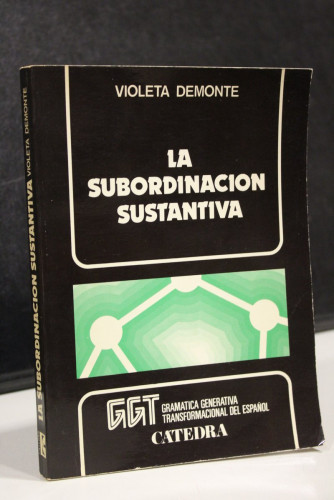 VIOLETA DEMONTE
LA
SUBORDINACION
SUSTANTIVA
GGT
GRAMATICA GENERATIVA
TRANSFORMACIONAL DEL ESPAÑOL
CATEDRA
LA SUBORDINACION SUSTANTIVA VIOLETA DEMONTE